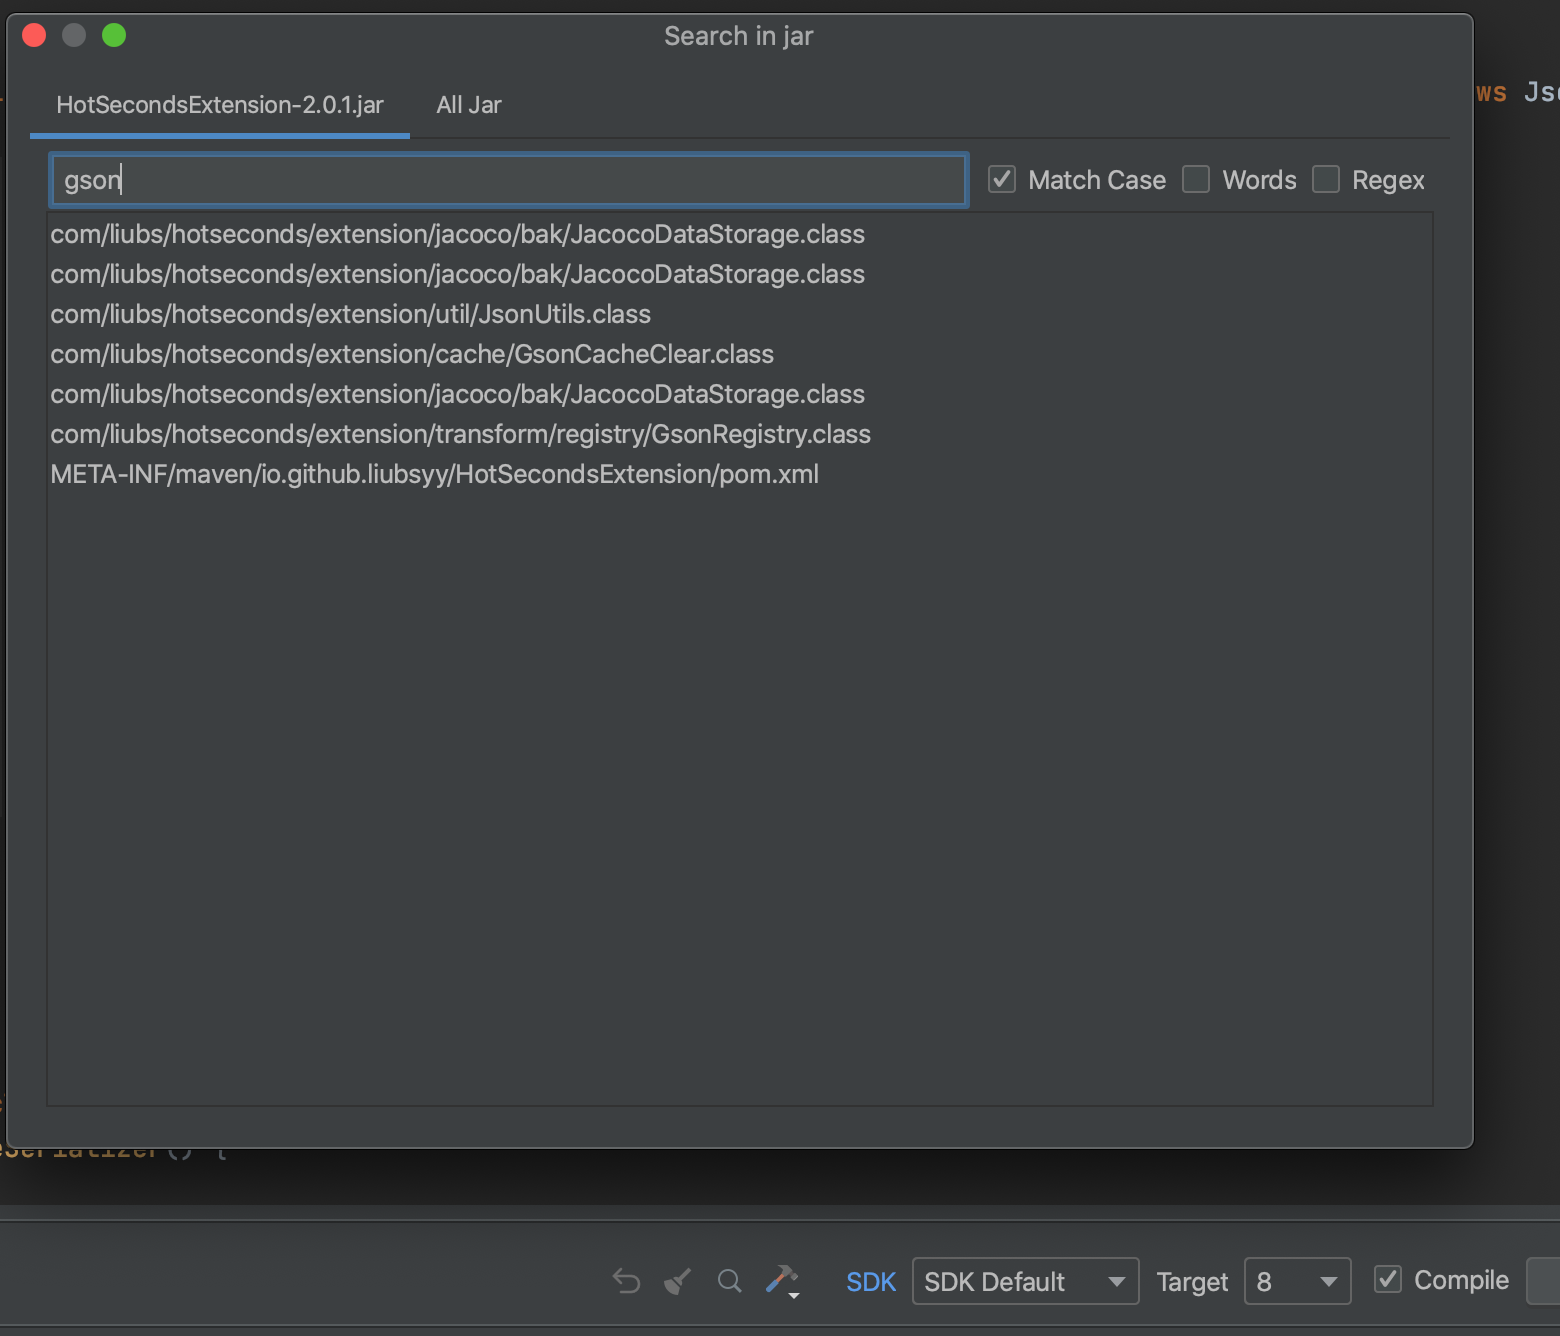 Search in jar
HotSecondsExtension-2.0.1.jar All Jar
ws Jso
gson Match Case Words Regex
com/liubs/hotseconds/extension/jacoco/bak/JacocoDataStorage.class
com/liubs/hotseconds/extension/jacoco/bak/JacocoDataStorage.class
com/liubs/hotseconds/extension/util/JsonUtils.class
com/liubs/hotseconds/extension/cache/GsonCacheClear.class
com/liubs/hotseconds/extension/jacoco/bak/JacocoDataStorage.class
com/liubs/hotseconds/extension/transform/registry/GsonRegistry.class
META-INF/maven/io.github.liubsyy/HotSecondsExtension/pom.xml
eSerializer() {
SDK SDK Default Target 8 Compile